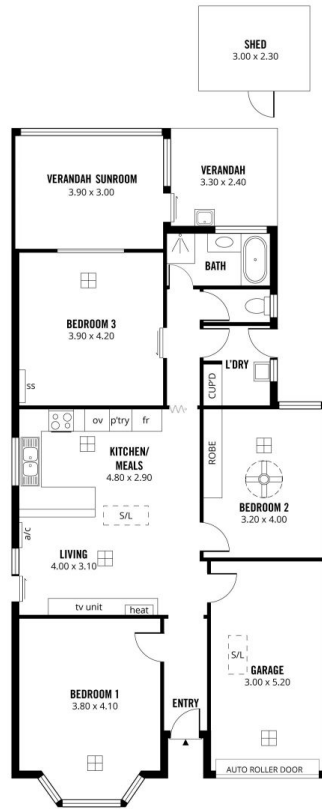 SHED
3.00 x 2.30
VERANDAH SUNROOM
3.90 x 3.00
VERANDAH
3.30 x 2.40
BATH
BEDROOM 3
3.90 x 4.20
L'DRY
CUP'D
ss
ov
p'try
fr
KITCHEN/
MEALS
4.80 x 2.90
ROBE
S/L
BEDROOM 2
3.20 x 4.00
a/c
LIVING
4.00 x 3.10
tv unit
heat
S/L
GARAGE
3.00 x 5.20
BEDROOM 1
3.80 x 4.10
ENTRY
AUTO ROLLER DOOR